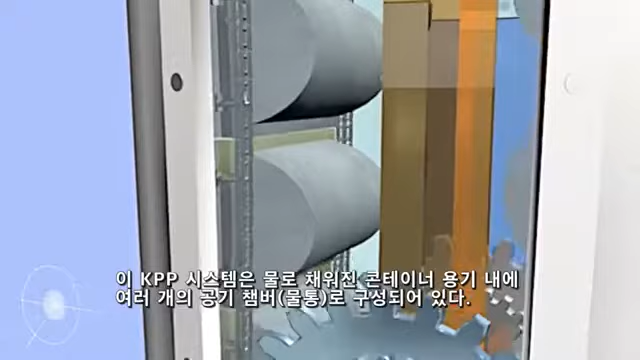 이 KPP 시스템은 물로 채워진 콘테이너 용기 내에
여러 개의 공기 챔버(물통)로 구성되어 있다.